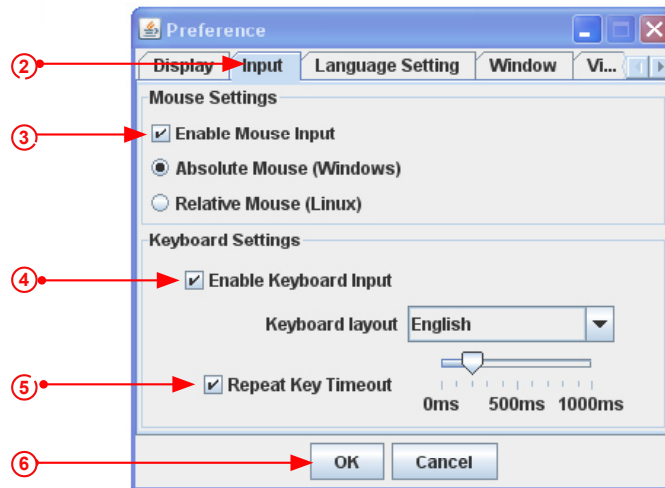 Preference
2
Display Input Language Setting Window Vi...
Mouse Settings
3
Enable Mouse Input
Absolute Mouse (Windows)
Relative Mouse (Linux)
Keyboard Settings
4
Enable Keyboard Input
Keyboard layout English
5
Repeat Key Timeout
0ms 500ms 1000ms
6
OK Cancel